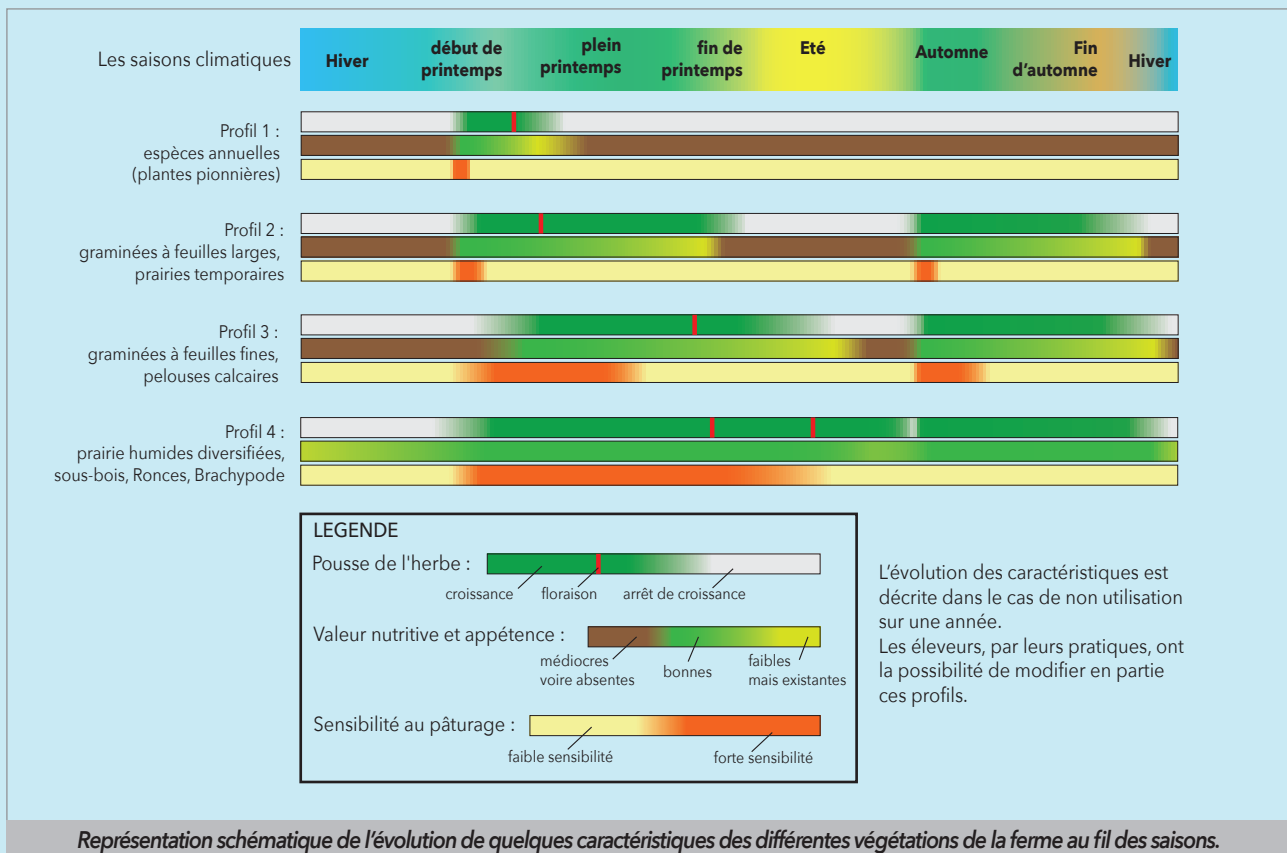 Les saisons climatiques
Hiver
début de
printemps
plein
printemps
fin de
printemps
Eté
Automne
Fin
d'automne
Hiver
Profil 1 :
espèces annuelles
(plantes pionnières)
Profil 2 :
graminées à feuilles larges,
prairies temporaires
Profil 3 :
graminées à feuilles fines,
pelouses calcaires
Profil 4 :
prairie humides diversifiées,
sous-bois, Ronces, Brachypode
LEGENDE
Pousse de l'herbe :
croissance
floraison
arrêt de croissance
Valeur nutritive et appétence :
médiocres
voire absentes
bonnes
faibles
mais existantes
Sensibilité au pâturage :
faible sensibilité
forte sensibilité
L'évolution des caractéristiques est
décrite dans le cas de non utilisation
sur une année.
Les éleveurs, par leurs pratiques, ont
la possibilité de modifier en partie
ces profils.
Représentation schématique de l'évolution de quelques caractéristiques des différentes végétations de la ferme au fil des saisons.